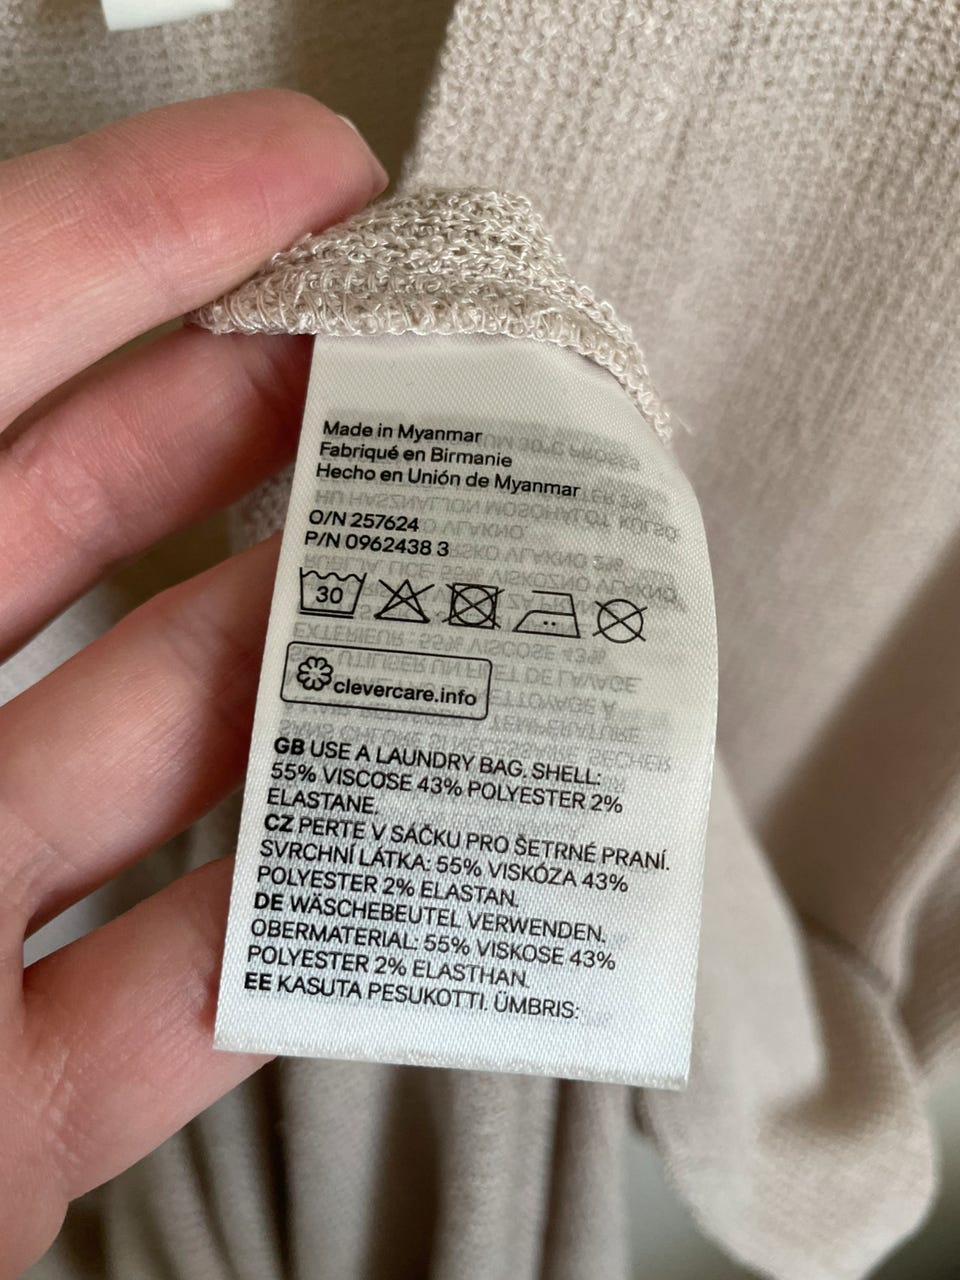 Made in Myanmar
Fabriqué en Birmanie
Hecho en Unión de Myanmar
O/N 257624
P/N 0962438 3
30
clevercare.info
GB USE A LAUNDRY BAG. SHELL:
55% VISCOSE 43% POLYESTER 2%
ELASTANE.
CZ PERTE V SÁČKU PRO ŠETRNÉ PRANÍ.
SVRCHNÍ LÁTKA: 55% VISKÓZA 43%
POLYESTER 2% ELASTAN.
DE WÄSCHEBEUTEL VERWENDEN.
OBERMATERIAL: 55% VISKOSE 43%
POLYESTER 2% ELASTHAN.
EE KASUTA PESUKOTTI. ÜMBRIS: